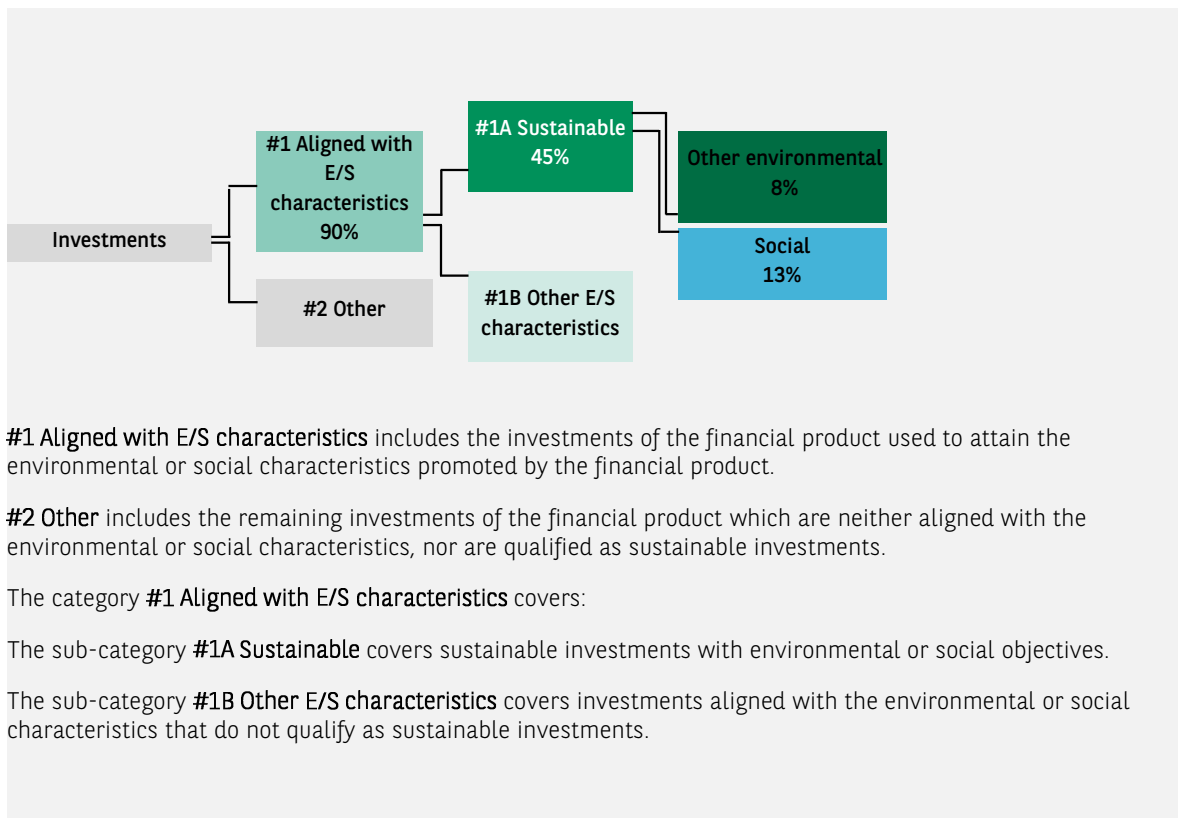 #1A Sustainable
45%
#1 Aligned with
E/S
characteristics
90%
Other environmental
8%
Investments
Social
13%
#2 Other
#1B Other E/S
characteristics
#1 Aligned with E/S characteristics includes the investments of the financial product used to attain the
environmental or social characteristics promoted by the financial product.
#2 Other includes the remaining investments of the financial product which are neither aligned with the
environmental or social characteristics, nor are qualified as sustainable investments.
The category #1 Aligned with E/S characteristics covers:
The sub-category #1A Sustainable covers sustainable investments with environmental or social objectives.
The sub-category #1B Other E/S characteristics covers investments aligned with the environmental or social
characteristics that do not qualify as sustainable investments.